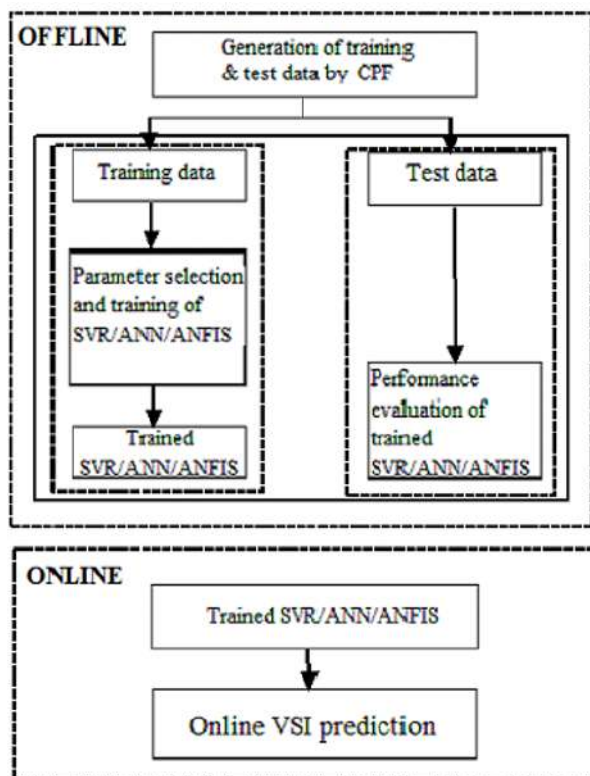 OFFLINE
Generation of training
& test data by CPF
Training data
Parameter selection
and training of
SVR/ANN/ANFIS
Trained
SVR/ANN/ANFIS
Test data
Performance
evaluation of
trained
SVR/ANN/ANFIS
ONLINE
Trained SVR/ANN/ANFIS
Online VSI prediction